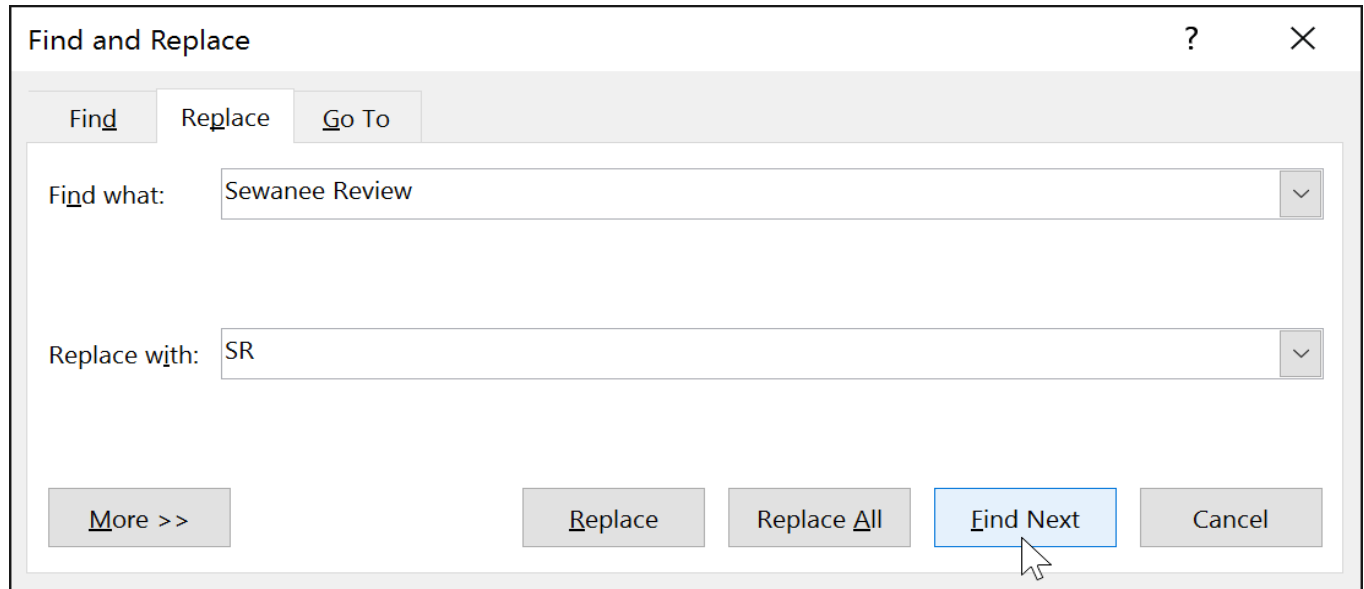 Find and Replace ?
Find Replace Go To
Find what: Sewanee Review
Replace with: SR
More >> Replace Replace All Find Next Cancel